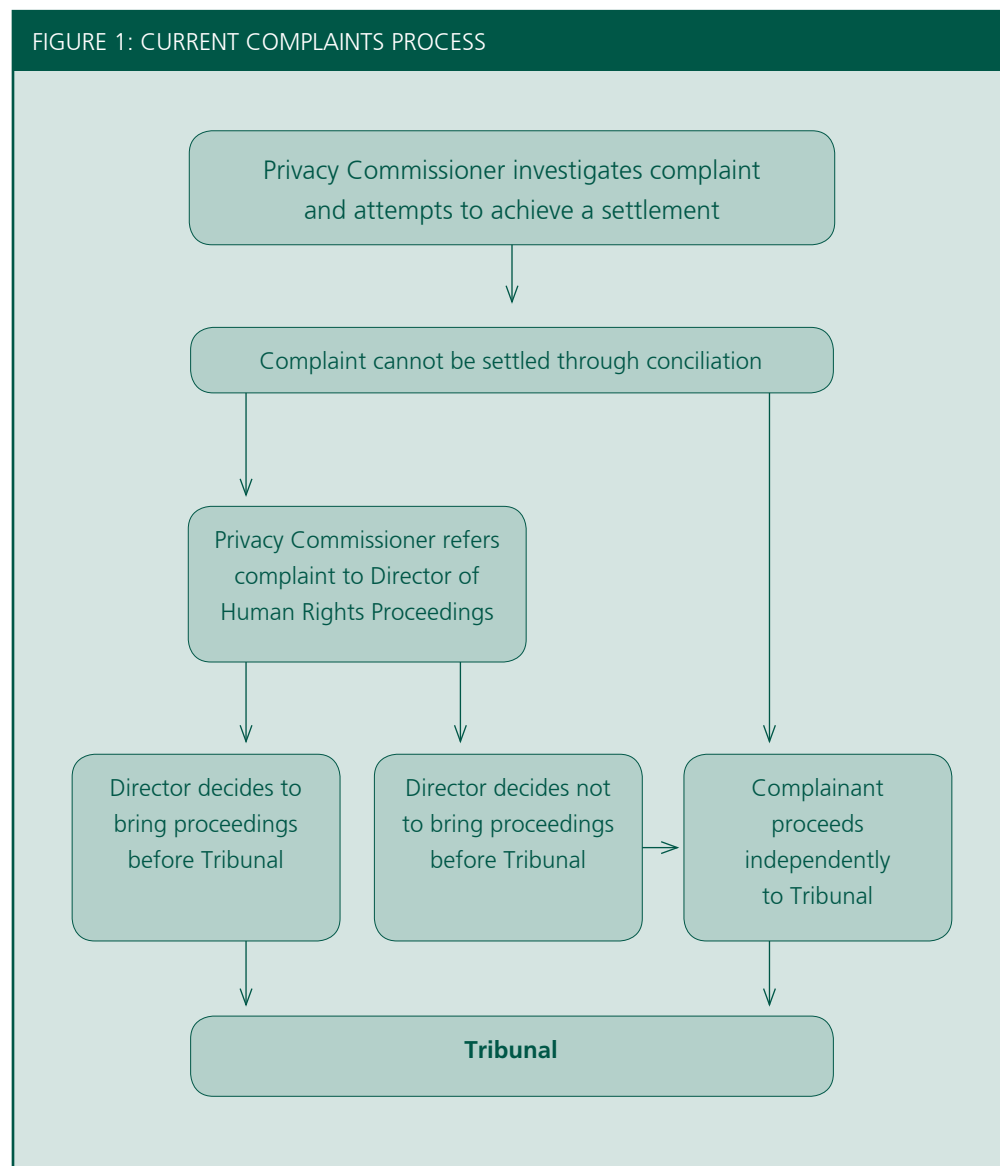 FIGURE 1: CURRENT COMPLAINTS PROCESS
Privacy Commissioner investigates complaint
and attempts to achieve a settlement
Complaint cannot be settled through conciliation
Privacy Commissioner refers
complaint to Director of
Human Rights Proceedings
Director decides to
bring proceedings
before Tribunal
Director decides not
to bring proceedings
before Tribunal
Complainant
proceeds
independently
to Tribunal
Tribunal